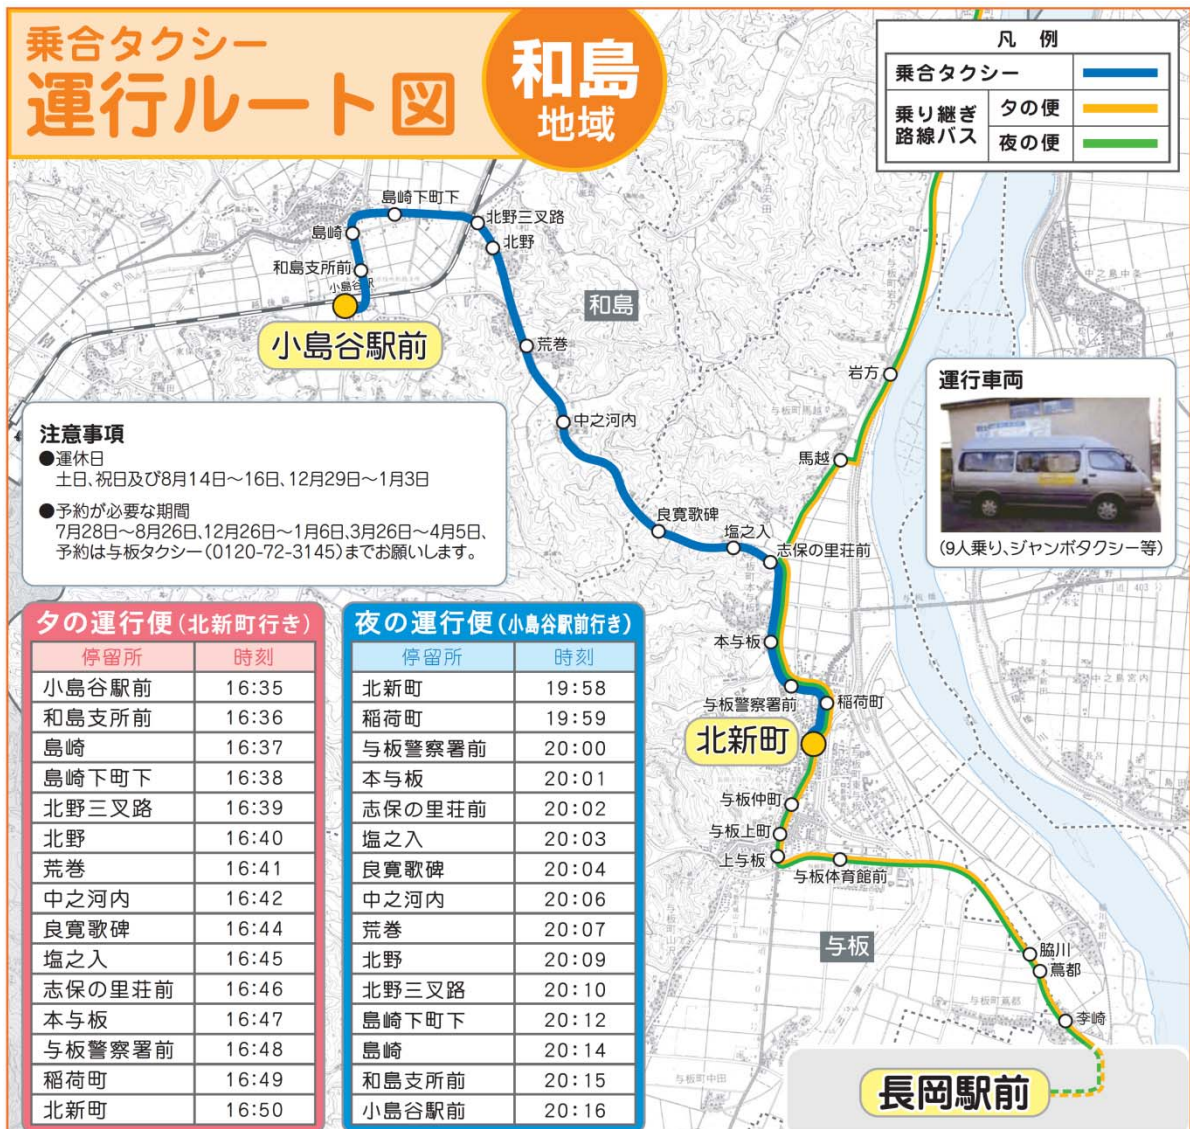 乗合タクシー
運行ルート図
和島
地域
凡 例
乗合タクシー
乗り継ぎ
路線バス
夕の便
夜の便
島崎下町下
北野三叉路
島崎
北野
和島支所前
小島谷駅
越後線
小島谷駅前
和島
荒巻
岩方
中之河内
与板町馬越
馬越
良寛歌碑
塩之入
志保の里荘前
本与板
与板警察署前
稲荷町
北新町
与板仲町
与板上町
上与板
与板体育館前
与板
脇川
蔦都
与板町蔦都
李崎
与板町中田
長岡駅前
中之島中条
運行車両
(9人乗り、ジャンボタクシー等)
注意事項
●運休日
土日、祝日及び8月14日～16日、12月29日～1月3日
●予約が必要な期間
7月28日～8月26日、12月26日～1月6日、3月26日～4月5日、
予約は与板タクシー(0120-72-3145)までお願いします。
夕の運行便(北新町行き)
停留所 時刻
小島谷駅前 16:35
和島支所前 16:36
島崎 16:37
島崎下町下 16:38
北野三叉路 16:39
北野 16:40
荒巻 16:41
中之河内 16:42
良寛歌碑 16:44
塩之入 16:45
志保の里荘前 16:46
本与板 16:47
与板警察署前 16:48
稲荷町 16:49
北新町 16:50
夜の運行便(小島谷駅前行き)
停留所 時刻
北新町 19:58
稲荷町 19:59
与板警察署前 20:00
本与板 20:01
志保の里荘前 20:02
塩之入 20:03
良寛歌碑 20:04
中之河内 20:06
荒巻 20:07
北野 20:09
北野三叉路 20:10
島崎下町下 20:12
島崎 20:14
和島支所前 20:15
小島谷駅前 20:16